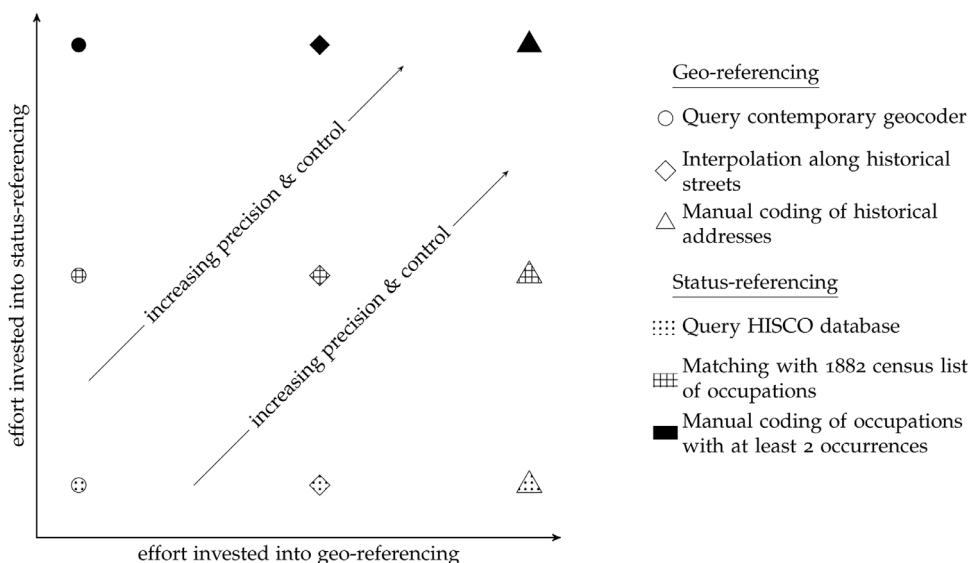 effort invested into status-referencing
increasing precision & control
increasing precision & control
effort invested into geo-referencing
Geo-referencing
Query contemporary geocoder
Interpolation along historical
streets
Manual coding of historical
addresses
Status-referencing
Query HISCO database
Matching with 1882 census list
of occupations
Manual coding of occupations
with at least 2 occurrences